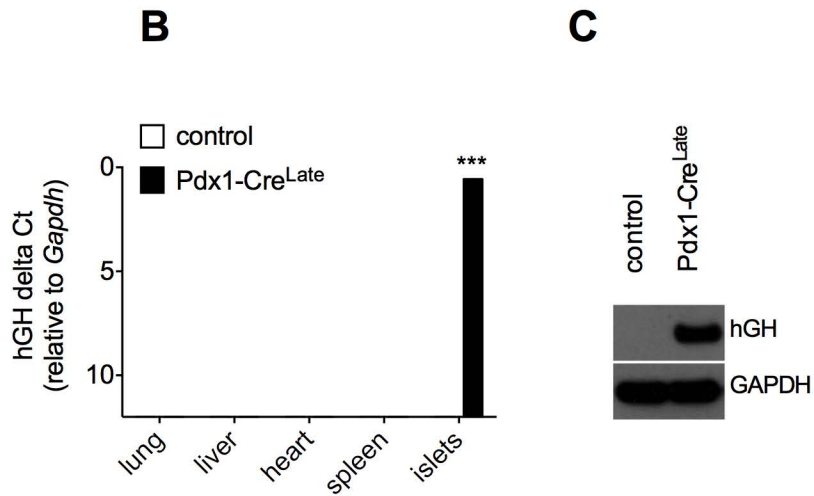 B
control
Pdx1-CreLate
***
hGH delta Ct
(relative to Gapdh)
0
5
10
lung
liver
heart
spleen
islets
C
control
Pdx1-CreLate
hGH
GAPDH